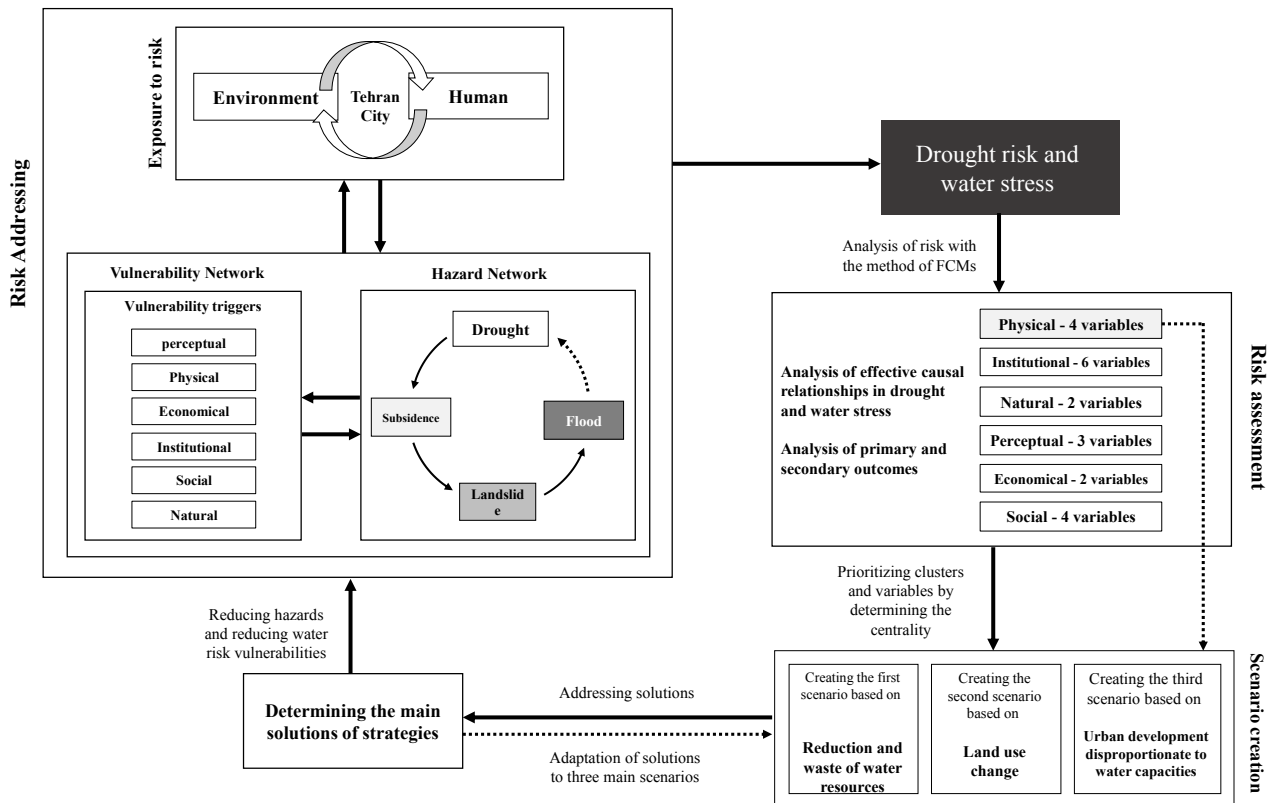 Risk Addressing
Exposure to risk
Environment
Tehran
City
Human
Vulnerability Network
Vulnerability triggers
perceptual
Physical
Economical
Institutional
Social
Natural
Hazard Network
Drought
Subsidence
Flood
Landslid
e
Drought risk and
water stress
Analysis of risk with
the method of FCMs
Risk assessment
Analysis of effective causal
relationships in drought
and water stress
Analysis of primary and
secondary outcomes
Physical - 4 variables
Institutional - 6 variables
Natural - 2 variables
Perceptual - 3 variables
Economical - 2 variables
Social - 4 variables
Prioritizing clusters
and variables by
determining the
centrality
Scenario creation
Creating the first
scenario based on
Reduction and
waste of water
resources
Creating the
second scenario
based on
Land use
change
Creating the third
scenario based on
Urban development
disproportionate to
water capacities
Addressing solutions
Adaptation of solutions
to three main scenarios
Determining the main
solutions of strategies
Reducing hazards
and reducing water
risk vulnerabilities